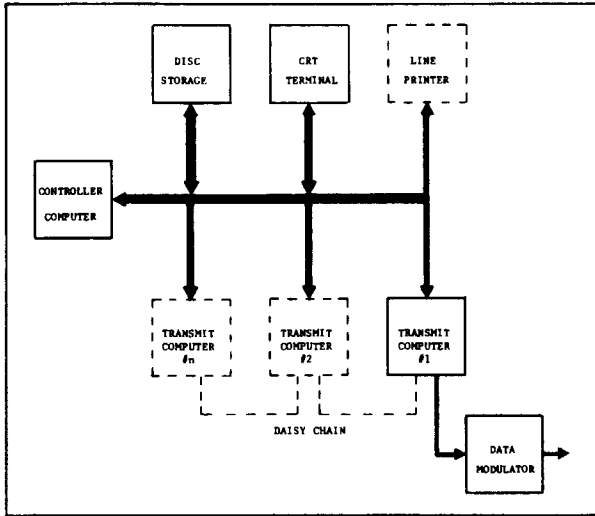 DISC
STORAGE
CRT
TERMINAL
LINE
PRINTER
CONTROLLER
COMPUTER
TRANSMIT
COMPUTER
#n
TRANSMIT
COMPUTER
#2
TRANSMIT
COMPUTER
#1
DAISY CHAIN
DATA
MODULATOR